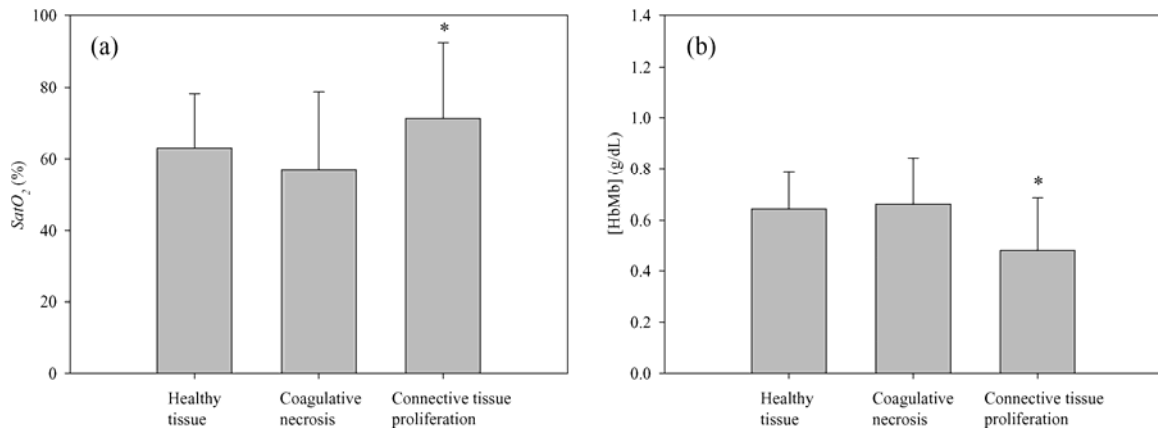 (a)
100
80
60
40
20
0
SatO2 (%)
*
Healthy
tissue
Coagulative
necrosis
Connective tissue
proliferation
(b)
1.4
1.2
1.0
0.8
0.6
0.4
0.2
0.0
[HbMb] (g/dL)
*
Healthy
tissue
Coagulative
necrosis
Connective tissue
proliferation